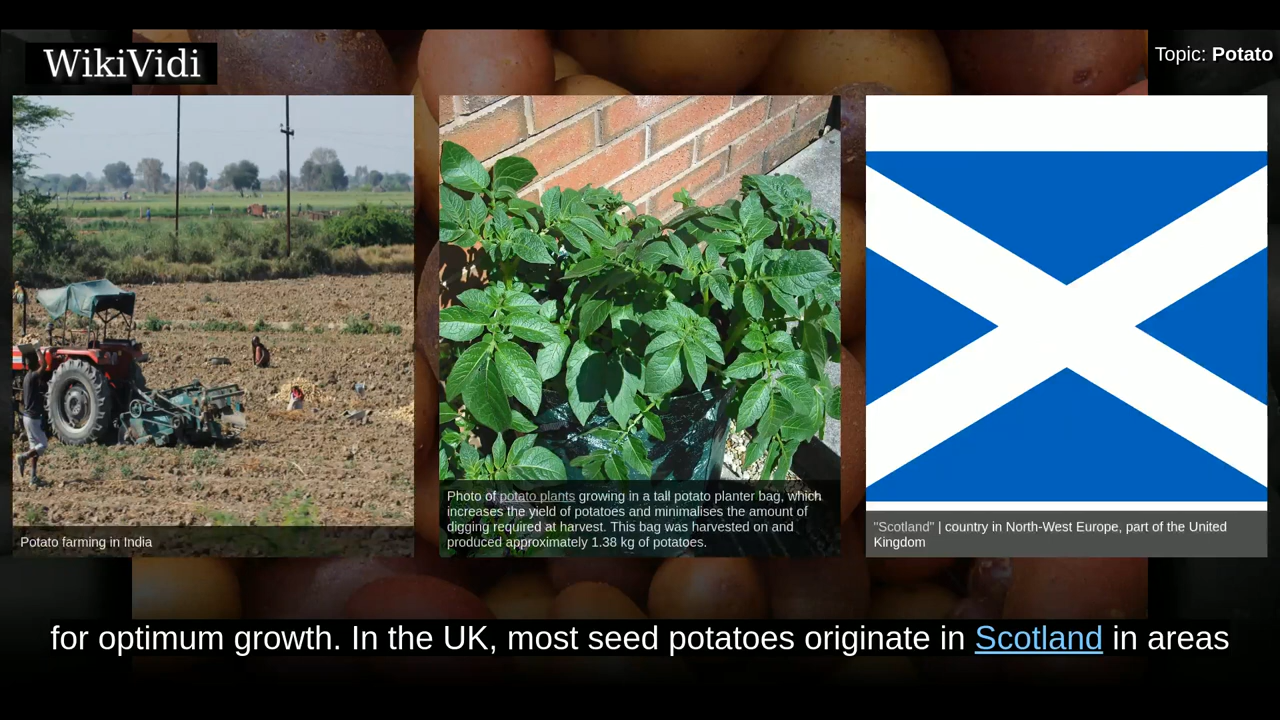 WikiVidi
Topic: Potato
Potato farming in India
Photo of potato plants growing in a tall potato planter bag, which
increases the yield of potatoes and minimalises the amount of
digging required at harvest. This bag was harvested on and
produced approximately 1.38 kg of potatoes.
"Scotland" | country in North-West Europe, part of the United
Kingdom
for optimum growth. In the UK, most seed potatoes originate in Scotland in areas